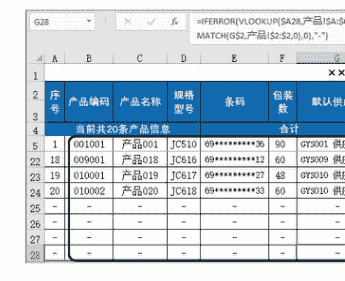 G28 =IFERROR(VLOOKUP($A28,产品!$A:$
MATCH(G$2,产品!$2:$2,0),0),"-")
A B C D E F G
1 ××
2 序号 产品编码 产品名称 规格型号 条码 包装数 默认供
3
4 当前共20条产品信息 合计
5 1 001001 产品001 JC510 69*********36 90 GYS001 供
22 18 009001 产品018 JC616 69*********12 60 GYS009 供
23 19 010001 产品019 JC617 69*********27 48 GYS010 供
24 20 010002 产品020 JC618 69*********33 60 GYS010 供
25 - - - - - - -
26 - - - - - - -
27 - - - - - - -
28 - - - - - - -